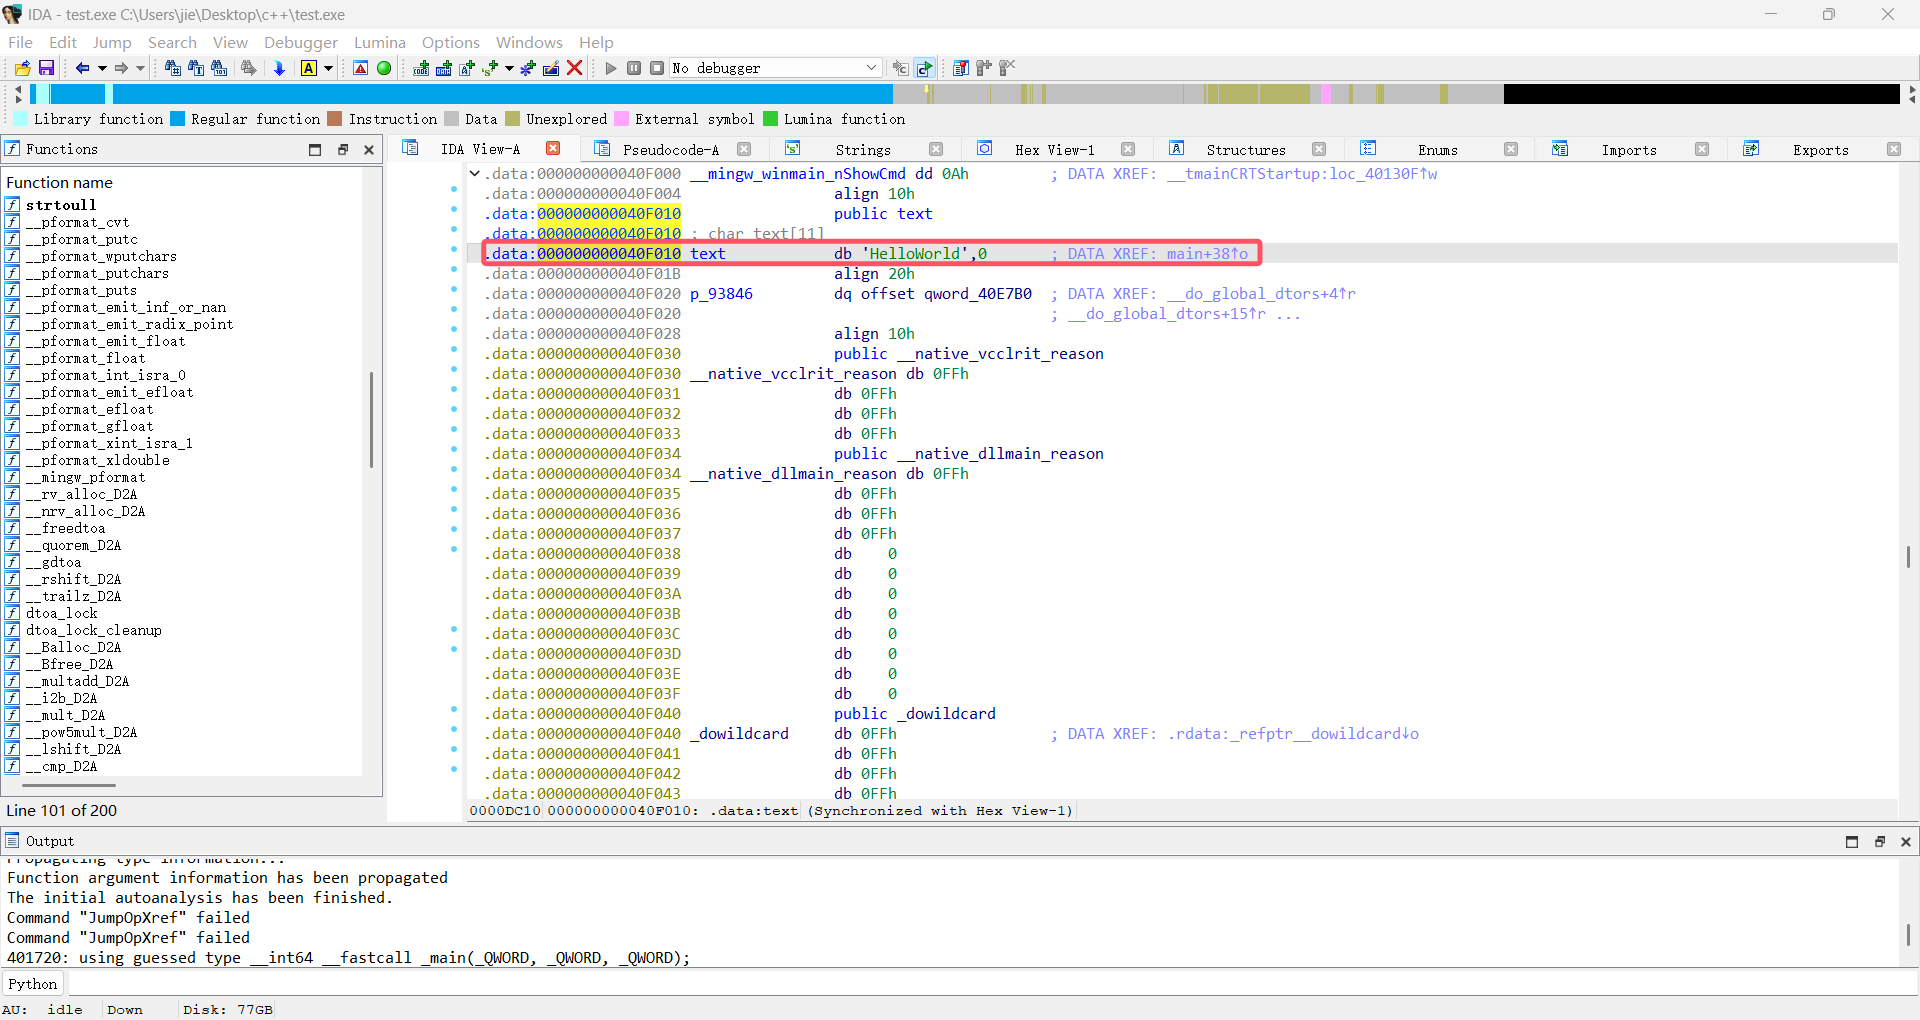 IDA - test.exe C:\Users\jie\Desktop\c++\test.exe
File Edit Jump Search View Debugger Lumina Options Windows Help
No debugger
Library function Regular function Instruction Data Unexplored External symbol Lumina function
Functions
IDA View-A Pseudocode-A Strings Hex View-1 Structures Enums Imports Exports
Function name
strtoull
__pformat_cvt
__pformat_putc
__pformat_wputchars
__pformat_putchars
__pformat_puts
__pformat_emit_inf_or_nan
__pformat_emit_radix_point
__pformat_emit_float
__pformat_float
__pformat_int_isra_0
__pformat_emit_efloat
__pformat_efloat
__pformat_gfloat
__pformat_xint_isra_1
__pformat_xldouble
__mingw_pformat
__rv_alloc_D2A
__nrv_alloc_D2A
__freedtoa
__quorem_D2A
__gdtoa
__rshift_D2A
__trailz_D2A
dtoa_lock
dtoa_lock_cleanup
__Balloc_D2A
__Bfree_D2A
__multadd_D2A
__i2b_D2A
__mult_D2A
__pow5mult_D2A
__lshift_D2A
__cmp_D2A
Line 101 of 200
.data:000000000040F000 __mingw_winmain_nShowCmd dd 0Ah ; DATA XREF: __tmainCRTStartup:loc_40130F↑w
.data:000000000040F004 align 10h
.data:000000000040F010 public text
.data:000000000040F010 ; char text[11]
.data:000000000040F010 text db 'HelloWorld',0 ; DATA XREF: main+38↑o
.data:000000000040F01B align 20h
.data:000000000040F020 p_93846 dq offset qword_40E7B0 ; DATA XREF: __do_global_dtors+4↑r
.data:000000000040F020 ; __do_global_dtors+15↑r ...
.data:000000000040F028 align 10h
.data:000000000040F030 public __native_vcclrit_reason
.data:000000000040F030 __native_vcclrit_reason db 0FFh
.data:000000000040F031 db 0FFh
.data:000000000040F032 db 0FFh
.data:000000000040F033 db 0FFh
.data:000000000040F034 public __native_dllmain_reason
.data:000000000040F034 __native_dllmain_reason db 0FFh
.data:000000000040F035 db 0FFh
.data:000000000040F036 db 0FFh
.data:000000000040F037 db 0FFh
.data:000000000040F038 db 0
.data:000000000040F039 db 0
.data:000000000040F03A db 0
.data:000000000040F03B db 0
.data:000000000040F03C db 0
.data:000000000040F03D db 0
.data:000000000040F03E db 0
.data:000000000040F03F db 0
.data:000000000040F040 public _dowildcard
.data:000000000040F040 _dowildcard db 0FFh ; DATA XREF: .rdata:_refptr__dowildcard↓o
.data:000000000040F041 db 0FFh
.data:000000000040F042 db 0FFh
.data:000000000040F043 db 0FFh
0000DC10 000000000040F010: .data:text (Synchronized with Hex View-1)
Output
Propagating type information...
Function argument information has been propagated
The initial autoanalysis has been finished.
Command "JumpOpXref" failed
Command "JumpOpXref" failed
401720: using guessed type __int64 __fastcall _main(_QWORD, _QWORD, _QWORD);
Python
AU: idle Down Disk: 77GB